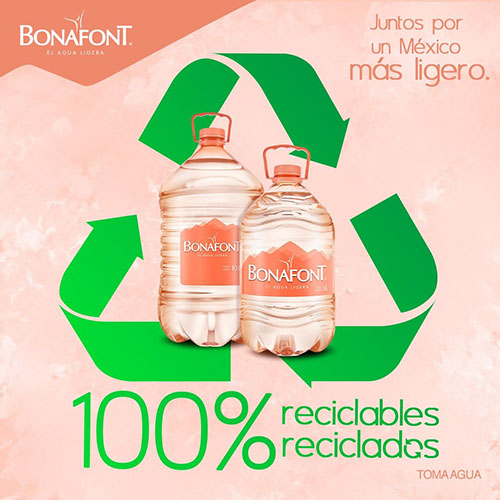 BONAFONT
EL AGUA LIGERA
Juntos por
un México
más ligero.
BONAFONT
EL AGUA LIGERA
10
BONAFONT
EL AGUA LIGERA
100% reciclables
reciclados
TOMA AGUA